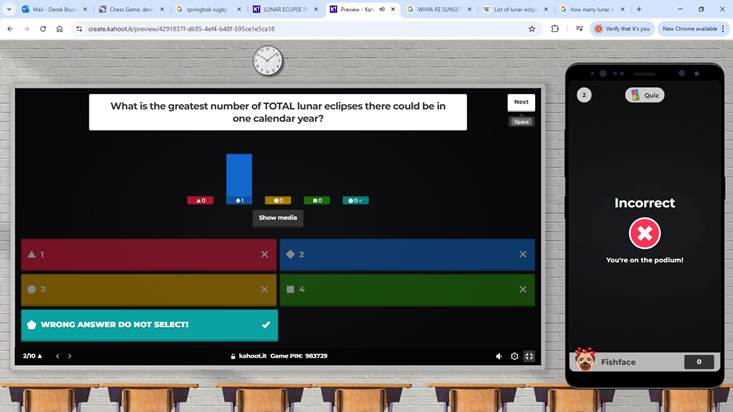 Mail - Derek Brus
Chess Game, dem
springbok rugby
LUNAR ECLIPSE P
Preview - Kah
WHYA RE SUNSET
List of lunar eclips
how many lunar e
create.kahoot.it/preview/4291837f-d685-4ef4-b48f-595ce1e5ca18
Verify that it's you
New Chrome available
What is the greatest number of TOTAL lunar eclipses there could be in
one calendar year?
Next
Space
0
1
0
0
0
Show media
1
2
3
4
WRONG ANSWER DO NOT SELECT!
2/10
kahoot.it Game PIN: 983729
2
Quiz
Incorrect
You're on the podium!
Fishface
0